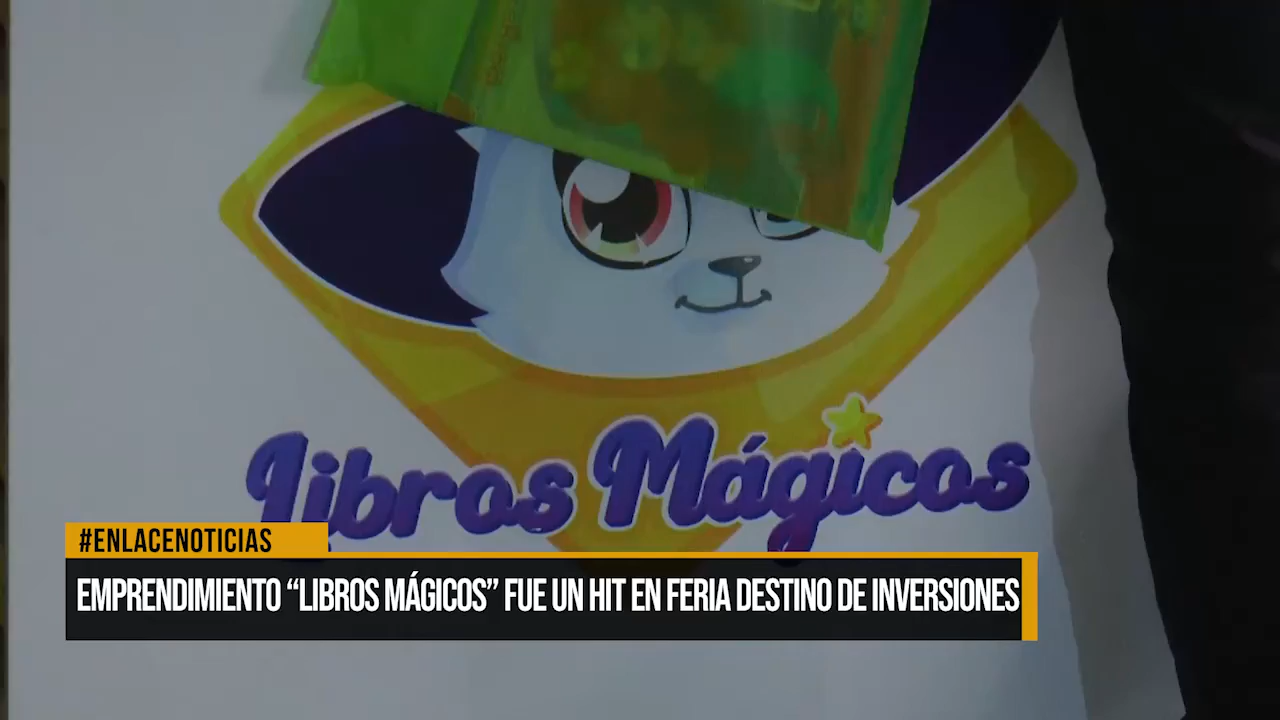 Libros Mágicos
#ENLACENOTICIAS
EMPRENDIMIENTO “LIBROS MÁGICOS” FUE UN HIT EN FERIA DESTINO DE INVERSIONES